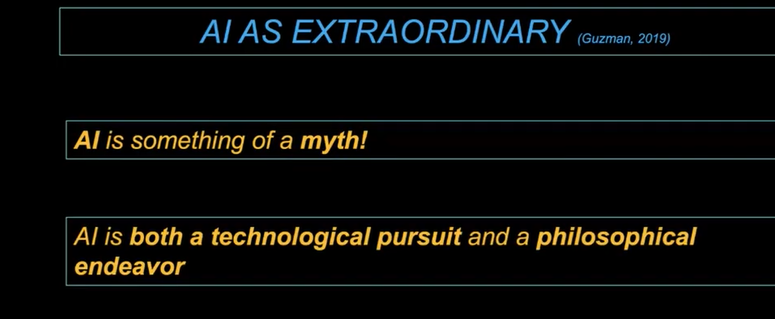 AI AS EXTRAORDINARY (Guzman, 2019)
AI is something of a myth!
AI is both a technological pursuit and a philosophical
endeavor